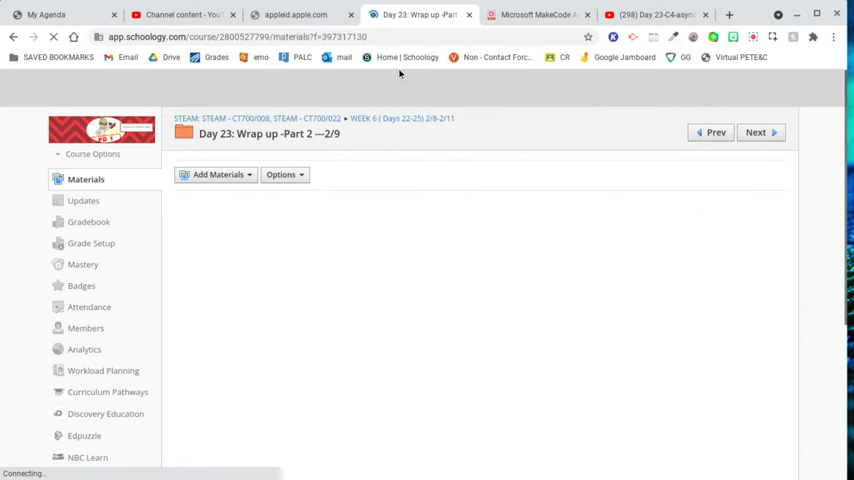 My Agenda
Channel content - YouT
appleid.apple.com
Day 23: Wrap up -Part
Microsoft MakeCode A
(298) Day 23-C4-async
app.schoology.com/course/2800527799/materials?f=397317130
SAVED BOOKMARKS
Email
Drive
Grades
emo
PALC
mail
Home | Schoology
Non - Contact Forc...
CR
Google Jamboard
GG
Virtual PETE&C
STEAM: STEAM - CT700/008, STEAM - CT700/022 ▸ WEEK 6 ( Days 22-25) 2/8-2/11
Day 23: Wrap up -Part 2 ---2/9
Prev
Next
PD 1
Course Options
Add Materials
Options
Materials
Updates
Gradebook
Grade Setup
Mastery
Badges
Attendance
Members
Analytics
Workload Planning
Curriculum Pathways
Discovery Education
Edpuzzle
NBC Learn
Connecting...